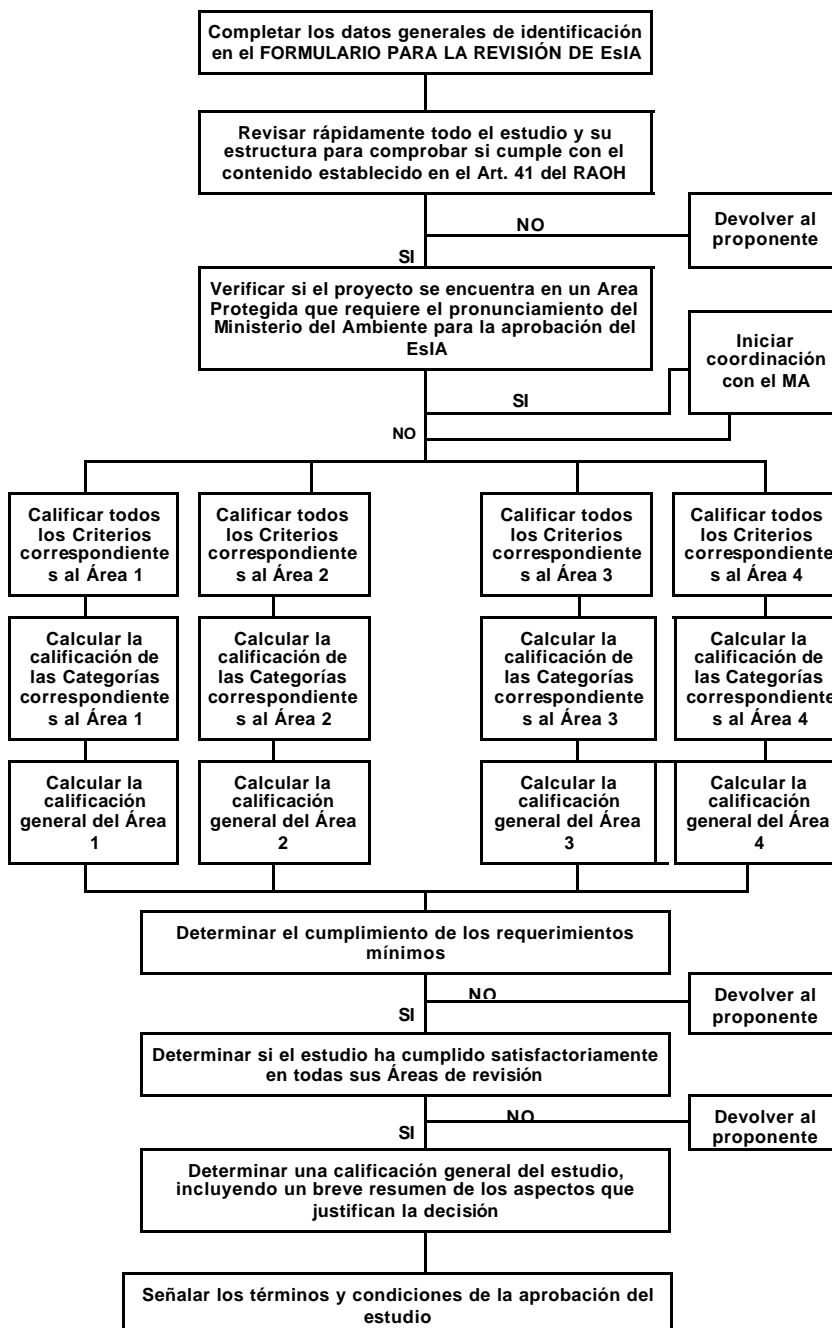 Completar los datos generales de identificación
en el FORMULARIO PARA LA REVISIÓN DE EsIA
Revisar rápidamente todo el estudio y su
estructura para comprobar si cumple con el
contenido establecido en el Art. 41 del RAOH
NO
Devolver al
proponente
SI
Verificar si el proyecto se encuentra en un Area
Protegida que requiere el pronunciamiento del
Ministerio del Ambiente para la aprobación del
EsIA
Iniciar
coordinación
con el MA
SI
NO
Calificar todos
los Criterios
correspondiente
s al Área 1
Calificar todos
los Criterios
correspondiente
s al Área 2
Calificar todos
los Criterios
correspondiente
s al Área 3
Calificar todos
los Criterios
correspondiente
s al Área 4
Calcular la
calificación de
las Categorías
correspondiente
s al Área 1
Calcular la
calificación de
las Categorías
correspondiente
s al Área 2
Calcular la
calificación de
las Categorías
correspondiente
s al Área 3
Calcular la
calificación de
las Categorías
correspondiente
s al Área 4
Calcular la
calificación
general del Área
1
Calcular la
calificación
general del Área
2
Calcular la
calificación
general del Área
3
Calcular la
calificación
general del Área
4
Determinar el cumplimiento de los requerimientos
mínimos
NO
Devolver al
proponente
SI
Determinar si el estudio ha cumplido satisfactoriamente
en todas sus Áreas de revisión
NO
Devolver al
proponente
SI
Determinar una calificación general del estudio,
incluyendo un breve resumen de los aspectos que
justifican la decisión
Señalar los términos y condiciones de la aprobación del
estudio